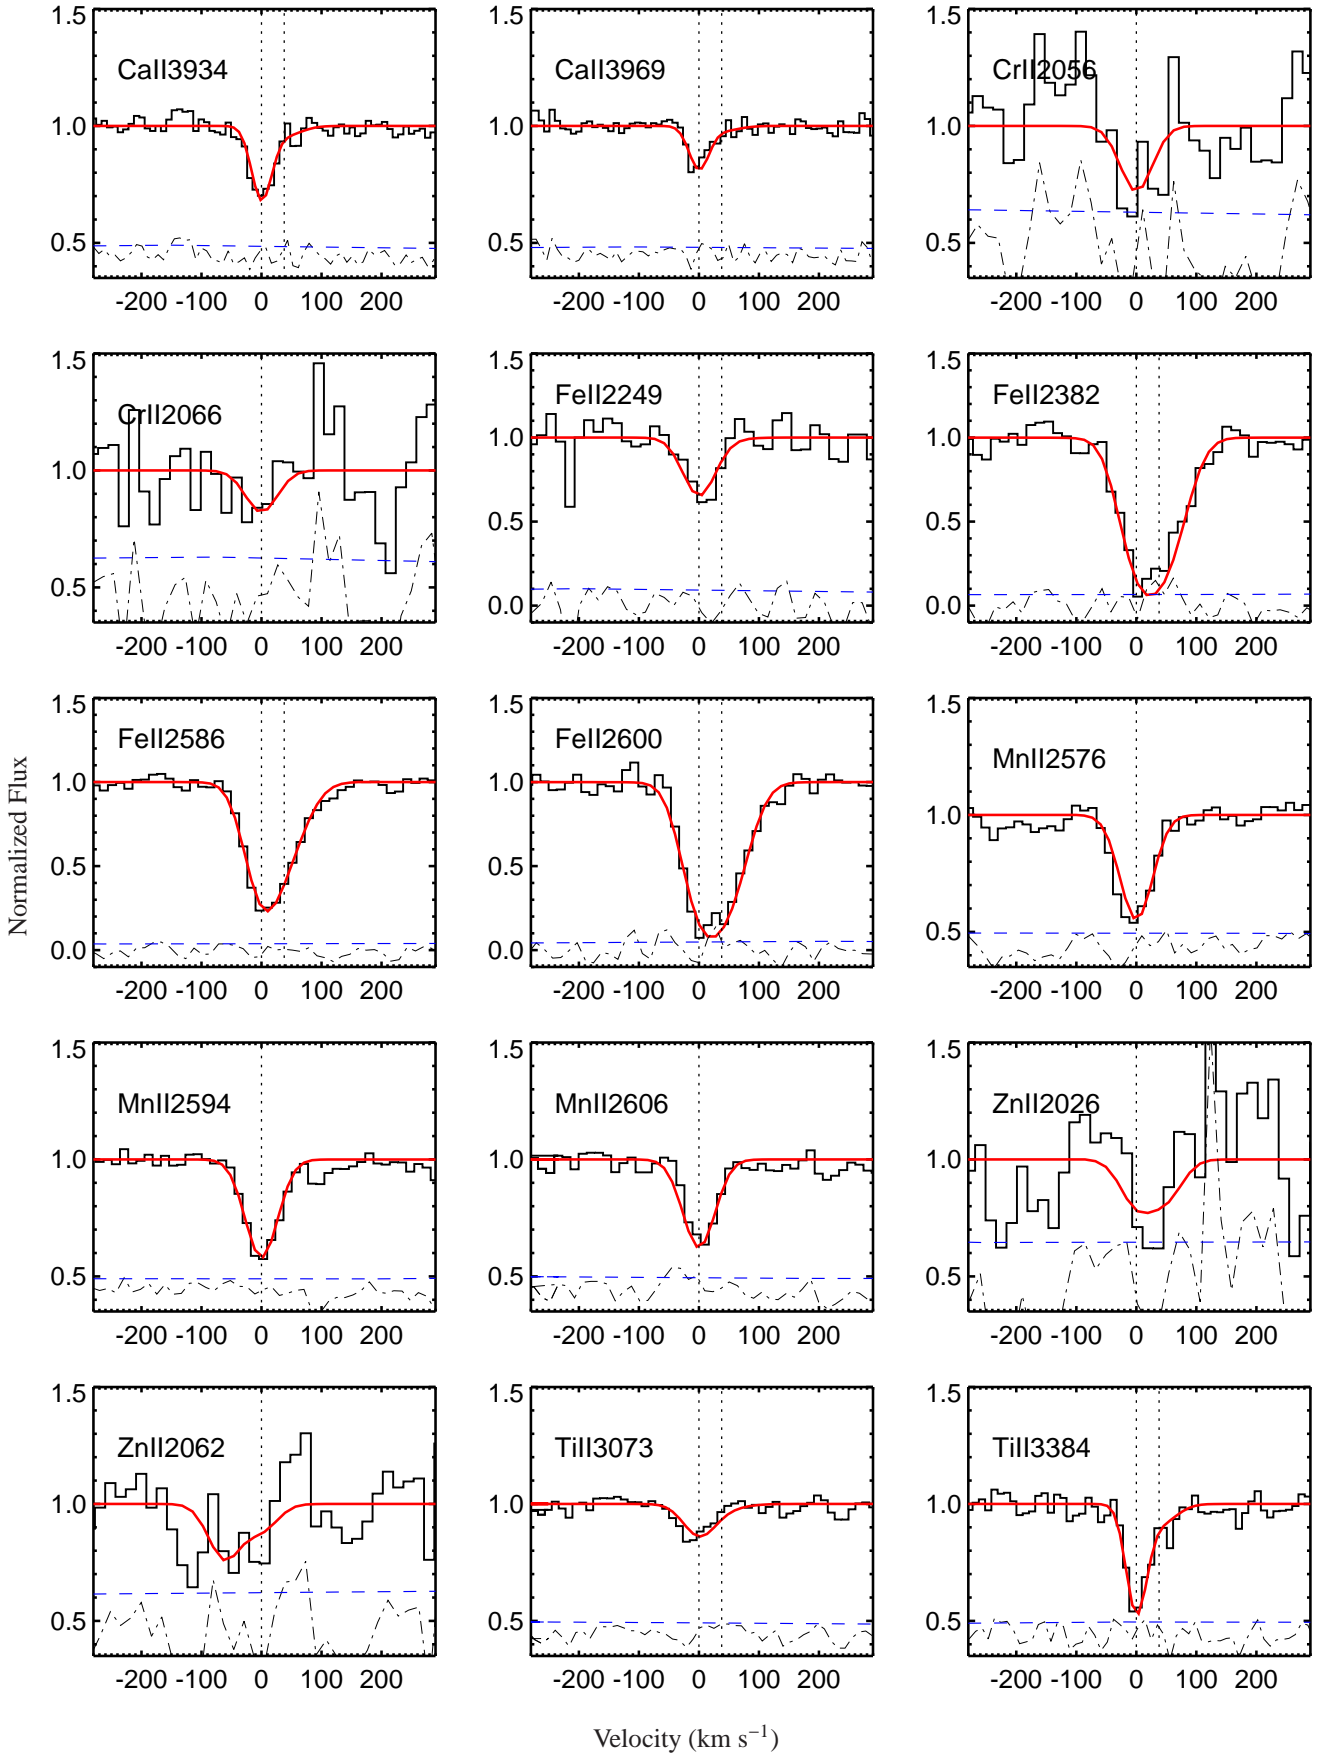 1.5 1.5 1.5
CaII3934 CaII3969 CrII2056
1.0 1.0 1.0
0.5 0.5 0.5
-200 -100 0 100 200 -200 -100 0 100 200 -200 -100 0 100 200
1.5 1.5 1.5
CrII2066 FeII2249 FeII2382
1.0 1.0 1.0
0.5 0.5 0.5
0.0 0.0
-200 -100 0 100 200 -200 -100 0 100 200 -200 -100 0 100 200
1.5 1.5 1.5
FeII2586 FeII2600 MnII2576
1.0 1.0 1.0
0.5 0.5 0.5
0.0 0.0
-200 -100 0 100 200 -200 -100 0 100 200 -200 -100 0 100 200
Normalized Flux
1.5 1.5 1.5
MnII2594 MnII2606 ZnII2026
1.0 1.0 1.0
0.5 0.5 0.5
-200 -100 0 100 200 -200 -100 0 100 200 -200 -100 0 100 200
1.5 1.5 1.5
ZnII2062 TiII3073 TiII3384
1.0 1.0 1.0
0.5 0.5 0.5
-200 -100 0 100 200 -200 -100 0 100 200 -200 -100 0 100 200
Velocity (km s⁻¹)